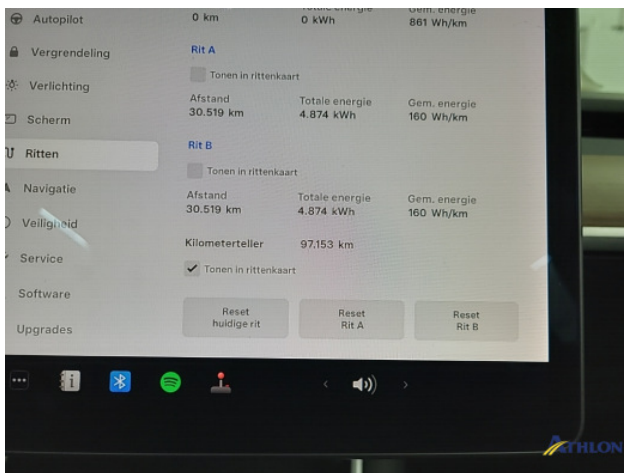 Autopilot
0 km 0 kWh 861 Wh/km
Vergrendeling
Rit A
Tonen in rittenkaart
Verlichting
Afstand Totale energie Gem. energie
30.519 km 4.874 kWh 160 Wh/km
Scherm
Rit B
Ritten
Tonen in rittenkaart
Navigatie
Afstand Totale energie Gem. energie
30.519 km 4.874 kWh 160 Wh/km
Veiligheid
Kilometerteller 97.153 km
Service
Tonen in rittenkaart
Software
Reset huidige rit
Reset Rit A
Reset Rit B
Upgrades
ATHLON